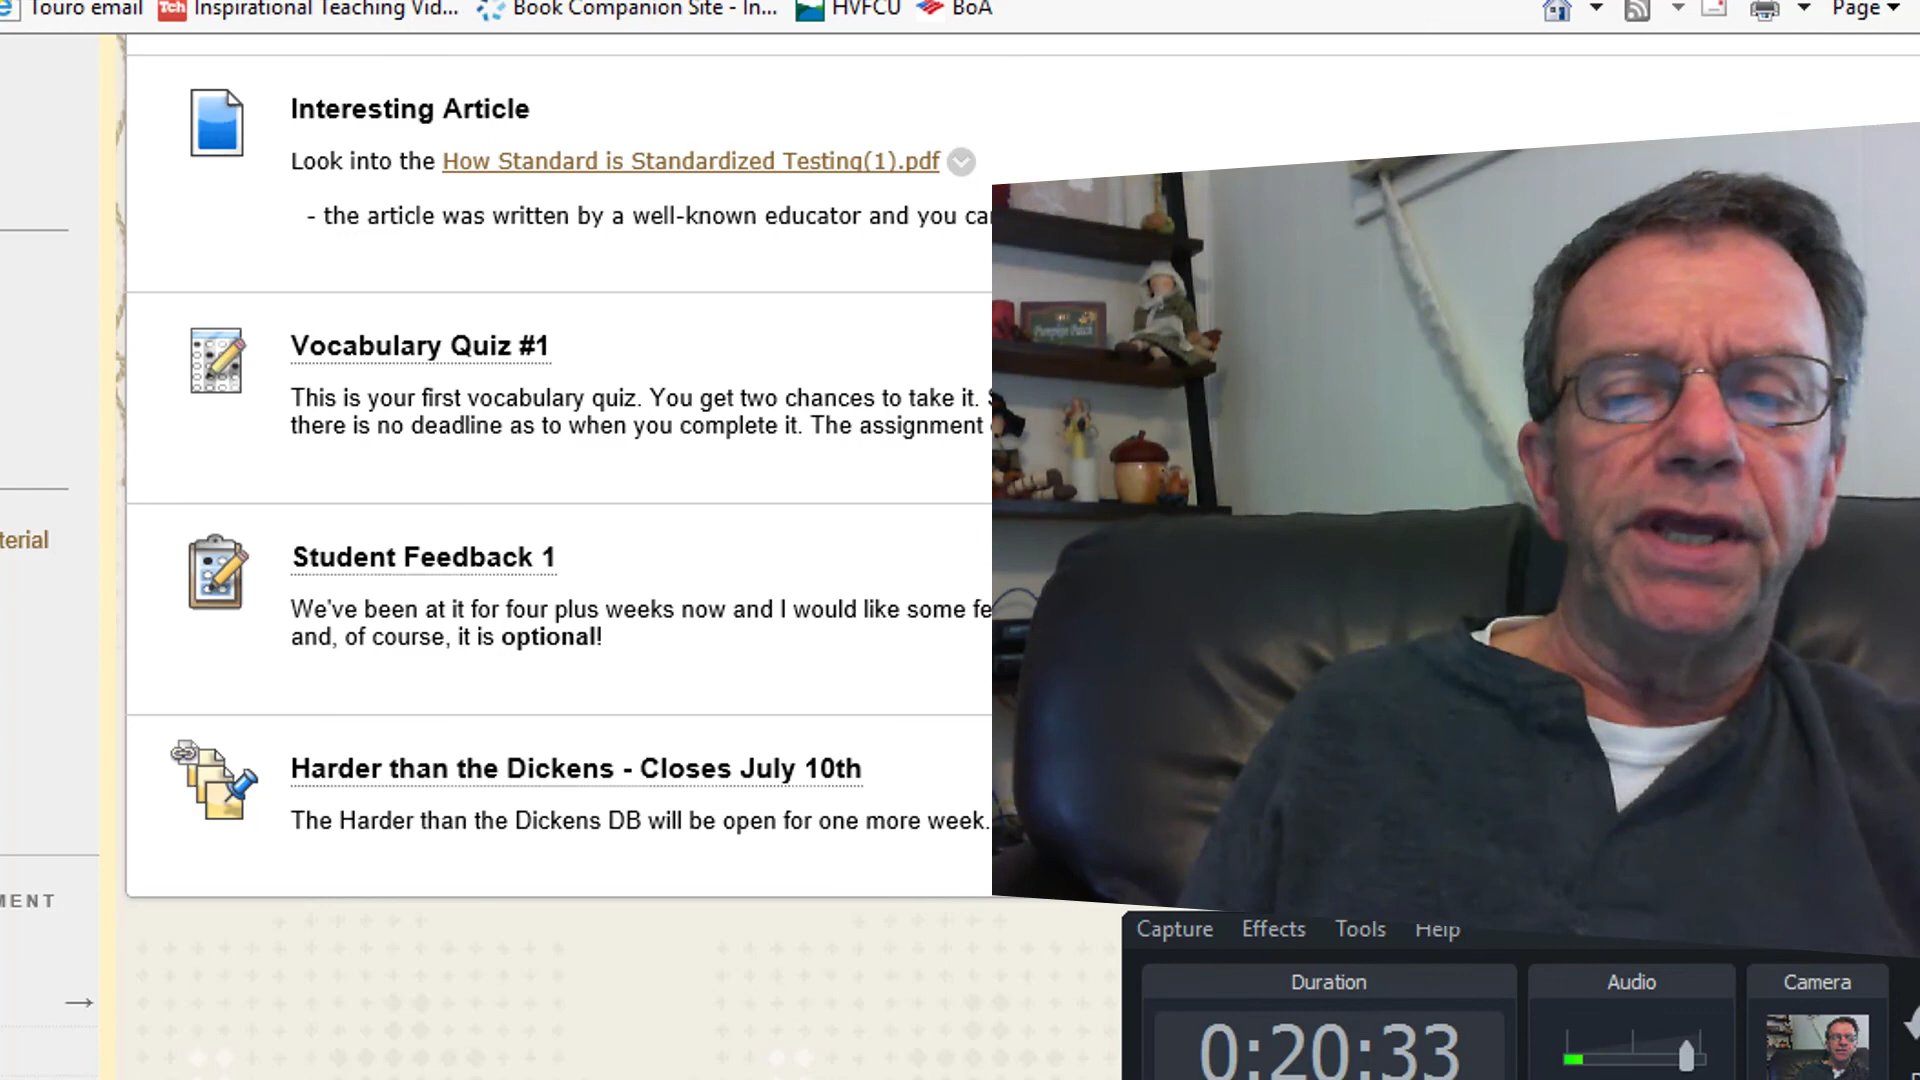 Touro email Inspirational Teaching Vid... Book Companion Site - In... HVFCU BoA Page
Tch
Interesting Article
Look into the How Standard is Standardized Testing(1).pdf
- the article was written by a well-known educator and you can
Pumpkin Patch
Vocabulary Quiz #1
This is your first vocabulary quiz. You get two chances to take it.
there is no deadline as to when you complete it. The assignment
Student Feedback 1
We've been at it for four plus weeks now and I would like some fe
and, of course, it is optional!
terial
Harder than the Dickens - Closes July 10th
The Harder than the Dickens DB will be open for one more week.
MENT
Capture Effects Tools Help
Duration Audio Camera
0:20:33